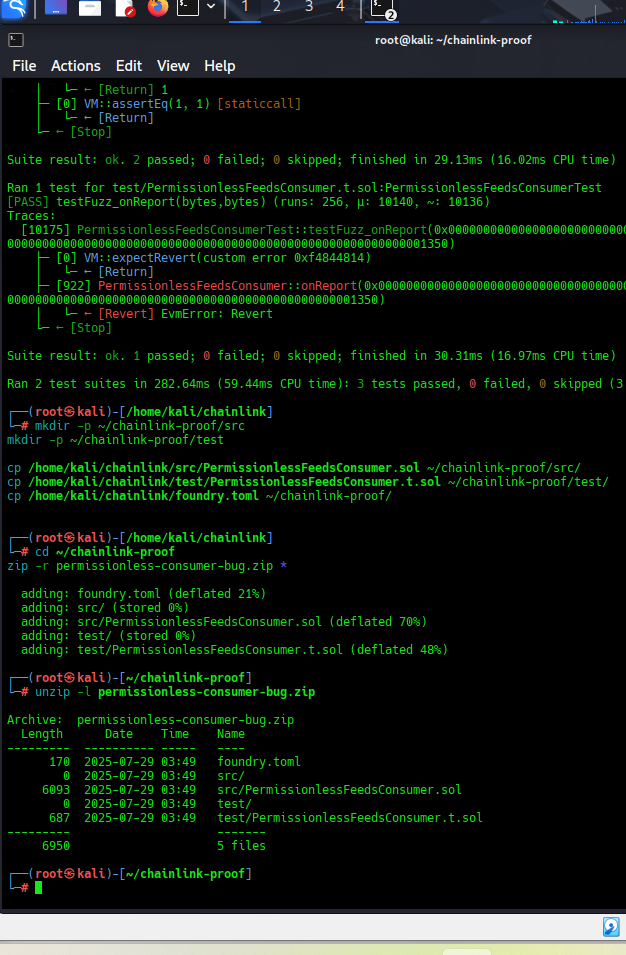 1 2 3 4 2
root@kali: ~/chainlink-proof
File Actions Edit View Help
│ └─ ← [Return] 1
├─ [0] VM::assertEq(1, 1) [staticcall]
│ └─ ← [Return]
└─ ← [Stop]
Suite result: ok. 2 passed; 0 failed; 0 skipped; finished in 29.13ms (16.02ms CPU time)
Ran 1 test for test/PermissionlessFeedsConsumer.t.sol:PermissionlessFeedsConsumerTest
[PASS] testFuzz_onReport(bytes,bytes) (runs: 256, μ: 10140, ~: 10136)
Traces:
[10175] PermissionlessFeedsConsumerTest::testFuzz_onReport(0x0000000000000000000000000
00000000000000000000000000000000000000000000000000000000001350)
├─ [0] VM::expectRevert(custom error 0xf4844814)
│ └─ ← [Return]
├─ [922] PermissionlessFeedsConsumer::onReport(0x00000000000000000000000000000000000
0000000000000000000000000000000000000000000000001350)
│ └─ ← [Revert] EvmError: Revert
└─ ← [Stop]
Suite result: ok. 1 passed; 0 failed; 0 skipped; finished in 30.31ms (16.97ms CPU time)
Ran 2 test suites in 282.64ms (59.44ms CPU time): 3 tests passed, 0 failed, 0 skipped (3
┌──(root㉿kali)-[/home/kali/chainlink]
└─# mkdir -p ~/chainlink-proof/src
mkdir -p ~/chainlink-proof/test
cp /home/kali/chainlink/src/PermissionlessFeedsConsumer.sol ~/chainlink-proof/src/
cp /home/kali/chainlink/test/PermissionlessFeedsConsumer.t.sol ~/chainlink-proof/test/
cp /home/kali/chainlink/foundry.toml ~/chainlink-proof/
┌──(root㉿kali)-[/home/kali/chainlink]
└─# cd ~/chainlink-proof
zip -r permissionless-consumer-bug.zip *
adding: foundry.toml (deflated 21%)
adding: src/ (stored 0%)
adding: src/PermissionlessFeedsConsumer.sol (deflated 70%)
adding: test/ (stored 0%)
adding: test/PermissionlessFeedsConsumer.t.sol (deflated 48%)
┌──(root㉿kali)-[~/chainlink-proof]
└─# unzip -l permissionless-consumer-bug.zip
Archive: permissionless-consumer-bug.zip
Length Date Time Name
--------- ---------- ----- ----
170 2025-07-29 03:49 foundry.toml
0 2025-07-29 03:49 src/
6093 2025-07-29 03:49 src/PermissionlessFeedsConsumer.sol
0 2025-07-29 03:49 test/
687 2025-07-29 03:49 test/PermissionlessFeedsConsumer.t.sol
--------- -------
6950 5 files
┌──(root㉿kali)-[~/chainlink-proof]
└─#